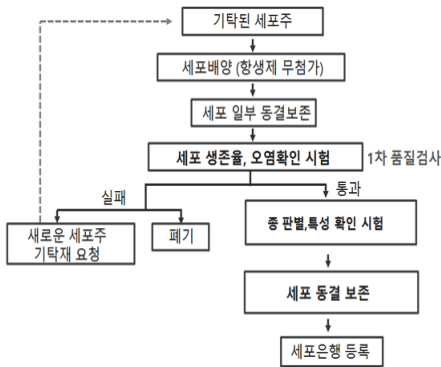 기탁된 세포주
세포배양 (항생제 무첨가)
세포 일부 동결보존
세포 생존율, 오염확인 시험
1차 품질검사
실패
통과
새로운 세포주
기탁재 요청
폐기
종 판별,특성 확인 시험
세포 동결 보존
세포은행 등록